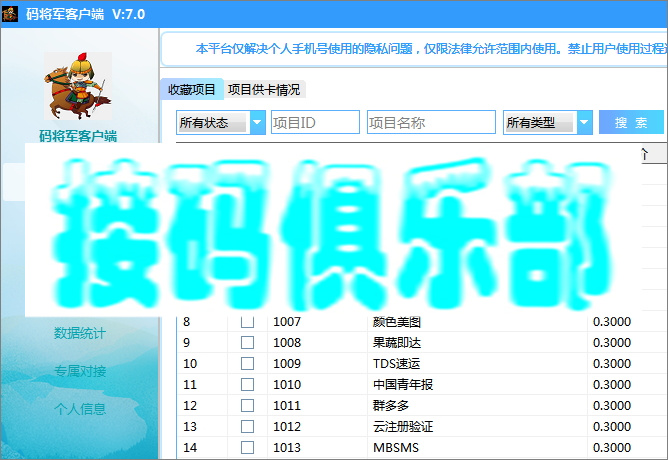 码将军客户端 V:7.0
本平台仅解决个人手机号使用的隐私问题，仅限法律允许范围内使用。禁止用户使用过程
码将军客户端
收藏项目 项目供卡情况
所有状态 项目ID 项目名称 所有类型 搜 索
个
接码俱乐部
8 1007 颜色美图 0.3000
9 1008 果蔬即达 0.3000
10 1009 TDS速运 0.3000
11 1010 中国青年报 0.3000
12 1011 群多多 0.3000
13 1012 云注册验证 0.3000
14 1013 MBSMS 0.3000
数据统计
专属对接
个人信息